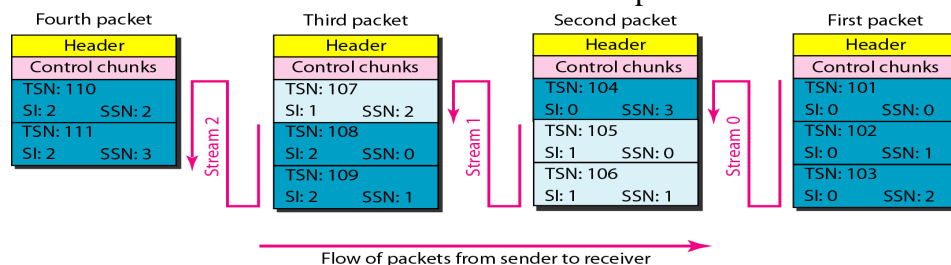 Fourth packet
Header
Control chunks
TSN: 110
SI: 2 SSN: 2
TSN: 111
SI: 2 SSN: 3
Stream 2
Third packet
Header
Control chunks
TSN: 107
SI: 1 SSN: 2
TSN: 108
SI: 2 SSN: 0
TSN: 109
SI: 2 SSN: 1
Stream 1
Second packet
Header
Control chunks
TSN: 104
SI: 0 SSN: 3
TSN: 105
SI: 1 SSN: 0
TSN: 106
SI: 1 SSN: 1
Stream 0
First packet
Header
Control chunks
TSN: 101
SI: 0 SSN: 0
TSN: 102
SI: 0 SSN: 1
TSN: 103
SI: 0 SSN: 2
Flow of packets from sender to receiver